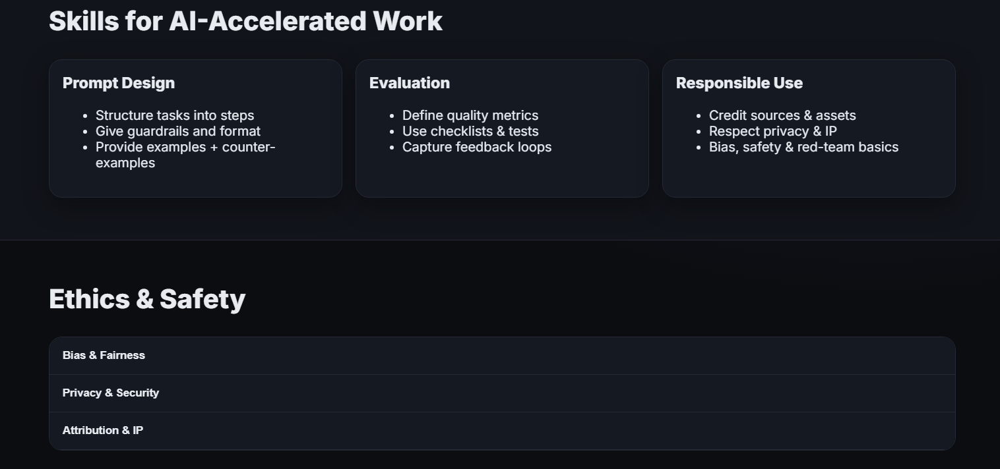 Skills for AI-Accelerated Work
Prompt Design
• Structure tasks into steps
• Give guardrails and format
• Provide examples + counter-
examples
Evaluation
• Define quality metrics
• Use checklists & tests
• Capture feedback loops
Responsible Use
• Credit sources & assets
• Respect privacy & IP
• Bias, safety & red-team basics
Ethics & Safety
Bias & Fairness
Privacy & Security
Attribution & IP